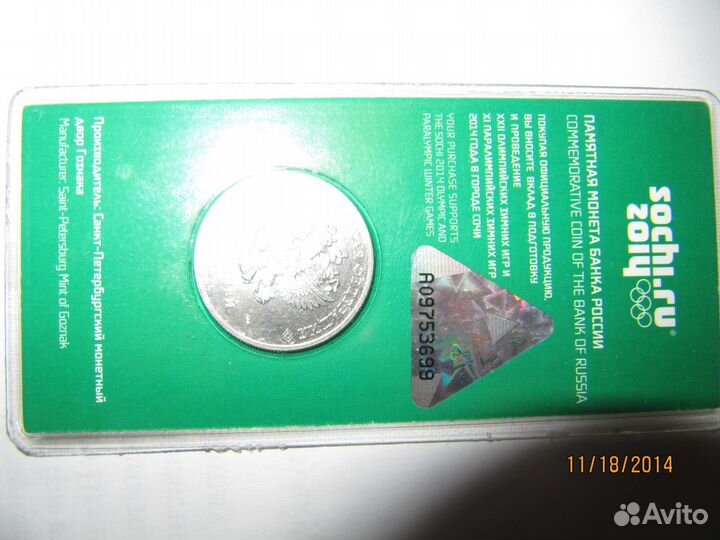 sochi.ru
2014
ПАМЯТНАЯ МОНЕТА БАНКА РОССИИ
COMMEMORATIVE COIN OF THE BANK OF RUSSIA
ПОКУПАЯ ОФИЦИАЛЬНУЮ ПРОДУКЦИЮ,
ВЫ ВНОСИТЕ ВКЛАД В ПОДГОТОВКУ
И ПРОВЕДЕНИЕ
XXII ОЛИМПИЙСКИХ ЗИМНИХ ИГР И
XI ПАРАЛИМПИЙСКИХ ЗИМНИХ ИГР
2014 ГОДА В ГОРОДЕ СОЧИ
YOUR PURCHASE SUPPORTS
THE SOCHI 2014 OLYMPIC AND
PARALYMPIC WINTER GAMES
A09753699
Производитель: Санкт-Петербургский монетный
двор Гознака
Manufacturer: Saint-Petersburg Mint of Goznak
11/18/2014
Avito